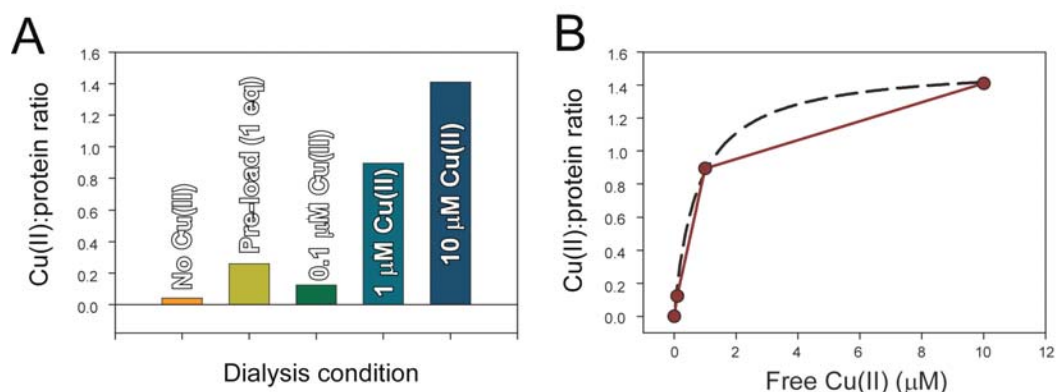 A
Cu(II):protein ratio
1.6
1.4
1.2
1.0
0.8
0.6
0.4
0.2
0.0
No Cu(II)
Pre-load (1 eq)
0.1 µM Cu(II)
1 µM Cu(II)
10 µM Cu(II)
Dialysis condition
B
Cu(II):protein ratio
1.6
1.4
1.2
1.0
0.8
0.6
0.4
0.2
0.0
0 2 4 6 8 10 12
Free Cu(II) (µM)